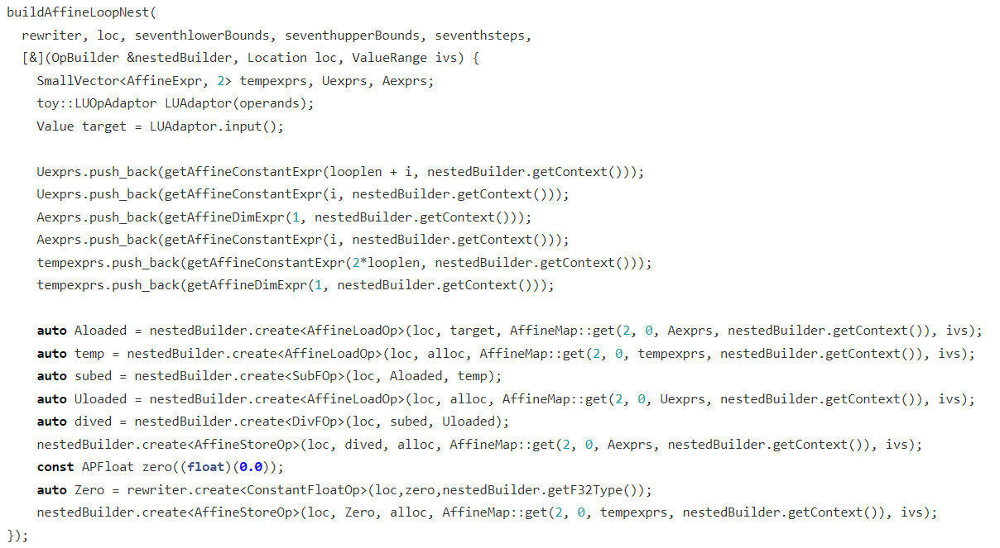 buildAffineLoopNest(
  rewriter, loc, seventhlowerBounds, seventhupperBounds, seventhsteps,
  [&](OpBuilder &nestedBuilder, Location loc, ValueRange ivs) {
    SmallVector<AffineExpr, 2> tempexprs, Uexprs, Aexprs;
    toy::LUOpAdaptor LUAdaptor(operands);
    Value target = LUAdaptor.input();

    Uexprs.push_back(getAffineConstantExpr(looplen + i, nestedBuilder.getContext()));
    Uexprs.push_back(getAffineConstantExpr(i, nestedBuilder.getContext()));
    Aexprs.push_back(getAffineDimExpr(1, nestedBuilder.getContext()));
    Aexprs.push_back(getAffineConstantExpr(i, nestedBuilder.getContext()));
    tempexprs.push_back(getAffineConstantExpr(2*looplen, nestedBuilder.getContext()));
    tempexprs.push_back(getAffineDimExpr(1, nestedBuilder.getContext()));

    auto Aloaded = nestedBuilder.create<AffineLoadOp>(loc, target, AffineMap::get(2, 0, Aexprs, nestedBuilder.getContext()), ivs);
    auto temp = nestedBuilder.create<AffineLoadOp>(loc, alloc, AffineMap::get(2, 0, tempexprs, nestedBuilder.getContext()), ivs);
    auto subed = nestedBuilder.create<SubFOp>(loc, Aloaded, temp);
    auto Uloaded = nestedBuilder.create<AffineLoadOp>(loc, alloc, AffineMap::get(2, 0, Uexprs, nestedBuilder.getContext()), ivs);
    auto dived = nestedBuilder.create<DivFOp>(loc, subed, Uloaded);
    nestedBuilder.create<AffineStoreOp>(loc, dived, alloc, AffineMap::get(2, 0, Aexprs, nestedBuilder.getContext()), ivs);
    const APFloat zero((float)(0.0));
    auto Zero = rewriter.create<ConstantFloatOp>(loc,zero,nestedBuilder.getF32Type());
    nestedBuilder.create<AffineStoreOp>(loc, Zero, alloc, AffineMap::get(2, 0, tempexprs, nestedBuilder.getContext()), ivs);
});